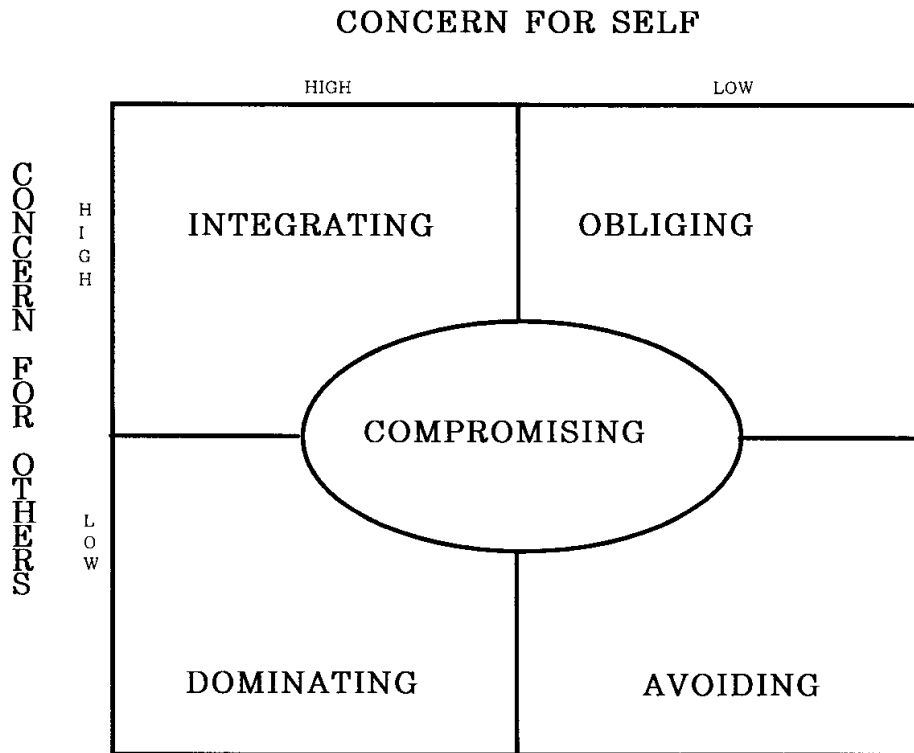 CONCERN FOR SELF
HIGH
LOW
CONCERN FOR OTHERS
HIGH
INTEGRATING
OBLIGING
COMPROMISING
LOW
DOMINATING
AVOIDING